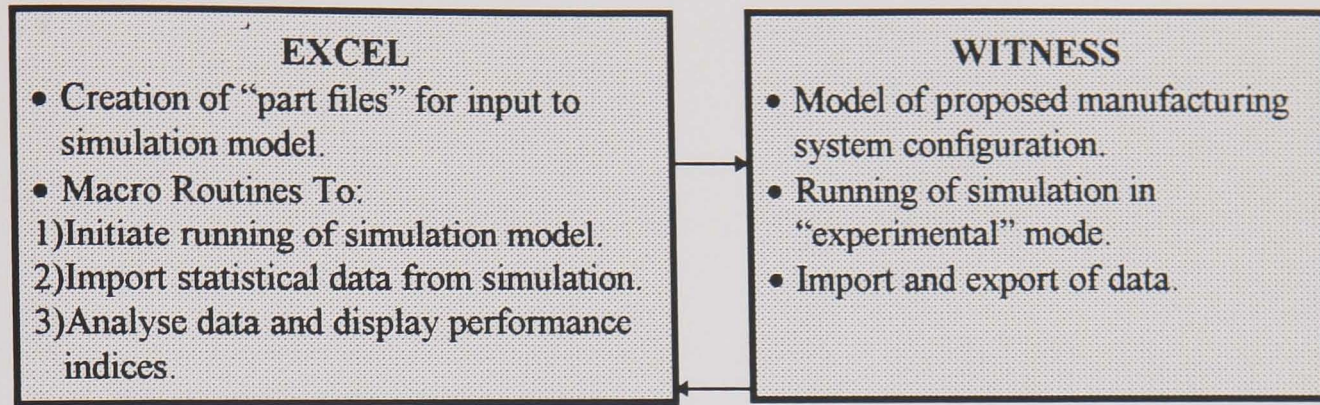 EXCEL
• Creation of “part files” for input to
simulation model.
• Macro Routines To:
1)Initiate running of simulation model.
2)Import statistical data from simulation.
3)Analyse data and display performance
indices.
WITNESS
• Model of proposed manufacturing
system configuration.
• Running of simulation in
“experimental” mode.
• Import and export of data.